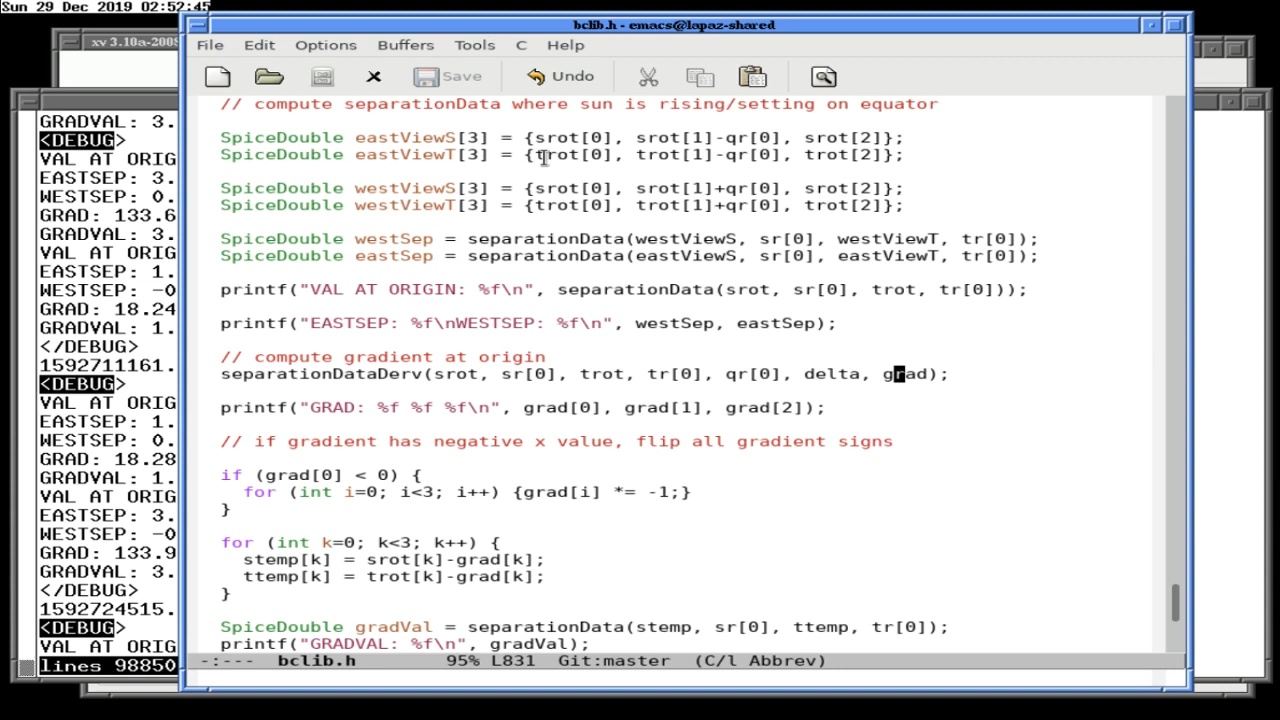 Sun 29 Dec 2019 02:52:45
bclib.h - emacs@lapaz-shared
xv 3.10a-200
File Edit Options Buffers Tools C Help
Save Undo
// compute separationData where sun is rising/setting on equator
SpiceDouble eastViewS[3] = {srot[0], srot[1]-qr[0], srot[2]};
SpiceDouble eastViewT[3] = {trot[0], trot[1]-qr[0], trot[2]};
SpiceDouble westViewS[3] = {srot[0], srot[1]+qr[0], srot[2]};
SpiceDouble westViewT[3] = {trot[0], trot[1]+qr[0], trot[2]};
SpiceDouble westSep = separationData(westViewS, sr[0], westViewT, tr[0]);
SpiceDouble eastSep = separationData(eastViewS, sr[0], eastViewT, tr[0]);
printf("VAL AT ORIGIN: %f\n", separationData(srot, sr[0], trot, tr[0]));
printf("EASTSEP: %f\nWESTSEP: %f\n", westSep, eastSep);
// compute gradient at origin
separationDataDerv(srot, sr[0], trot, tr[0], qr[0], delta, grad);
printf("GRAD: %f %f %f\n", grad[0], grad[1], grad[2]);
// if gradient has negative x value, flip all gradient signs
if (grad[0] < 0) {
for (int i=0; i<3; i++) {grad[i] *= -1;}
}
for (int k=0; k<3; k++) {
stemp[k] = srot[k]-grad[k];
ttemp[k] = trot[k]-grad[k];
}
SpiceDouble gradVal = separationData(stemp, sr[0], ttemp, tr[0]);
printf("GRADVAL: %f\n", gradVal);
-:--- bclib.h 95% L831 Git:master (C/l Abbrev)
GRADVAL: 3.
<DEBUG>
VAL AT ORIG
EASTSEP: 3.
WESTSEP: 0.
GRAD: 133.6
GRADVAL: 3.
VAL AT ORIG
EASTSEP: 1.
WESTSEP: -0
GRAD: 18.24
GRADVAL: 1.
</DEBUG>
1592711161.
<DEBUG>
VAL AT ORIG
EASTSEP: 1.
WESTSEP: 0.
GRAD: 18.28
GRADVAL: 1.
VAL AT ORIG
EASTSEP: 3.
WESTSEP: -0
GRAD: 133.9
GRADVAL: 3.
</DEBUG>
1592724515.
<DEBUG>
VAL AT ORIG
lines 98850